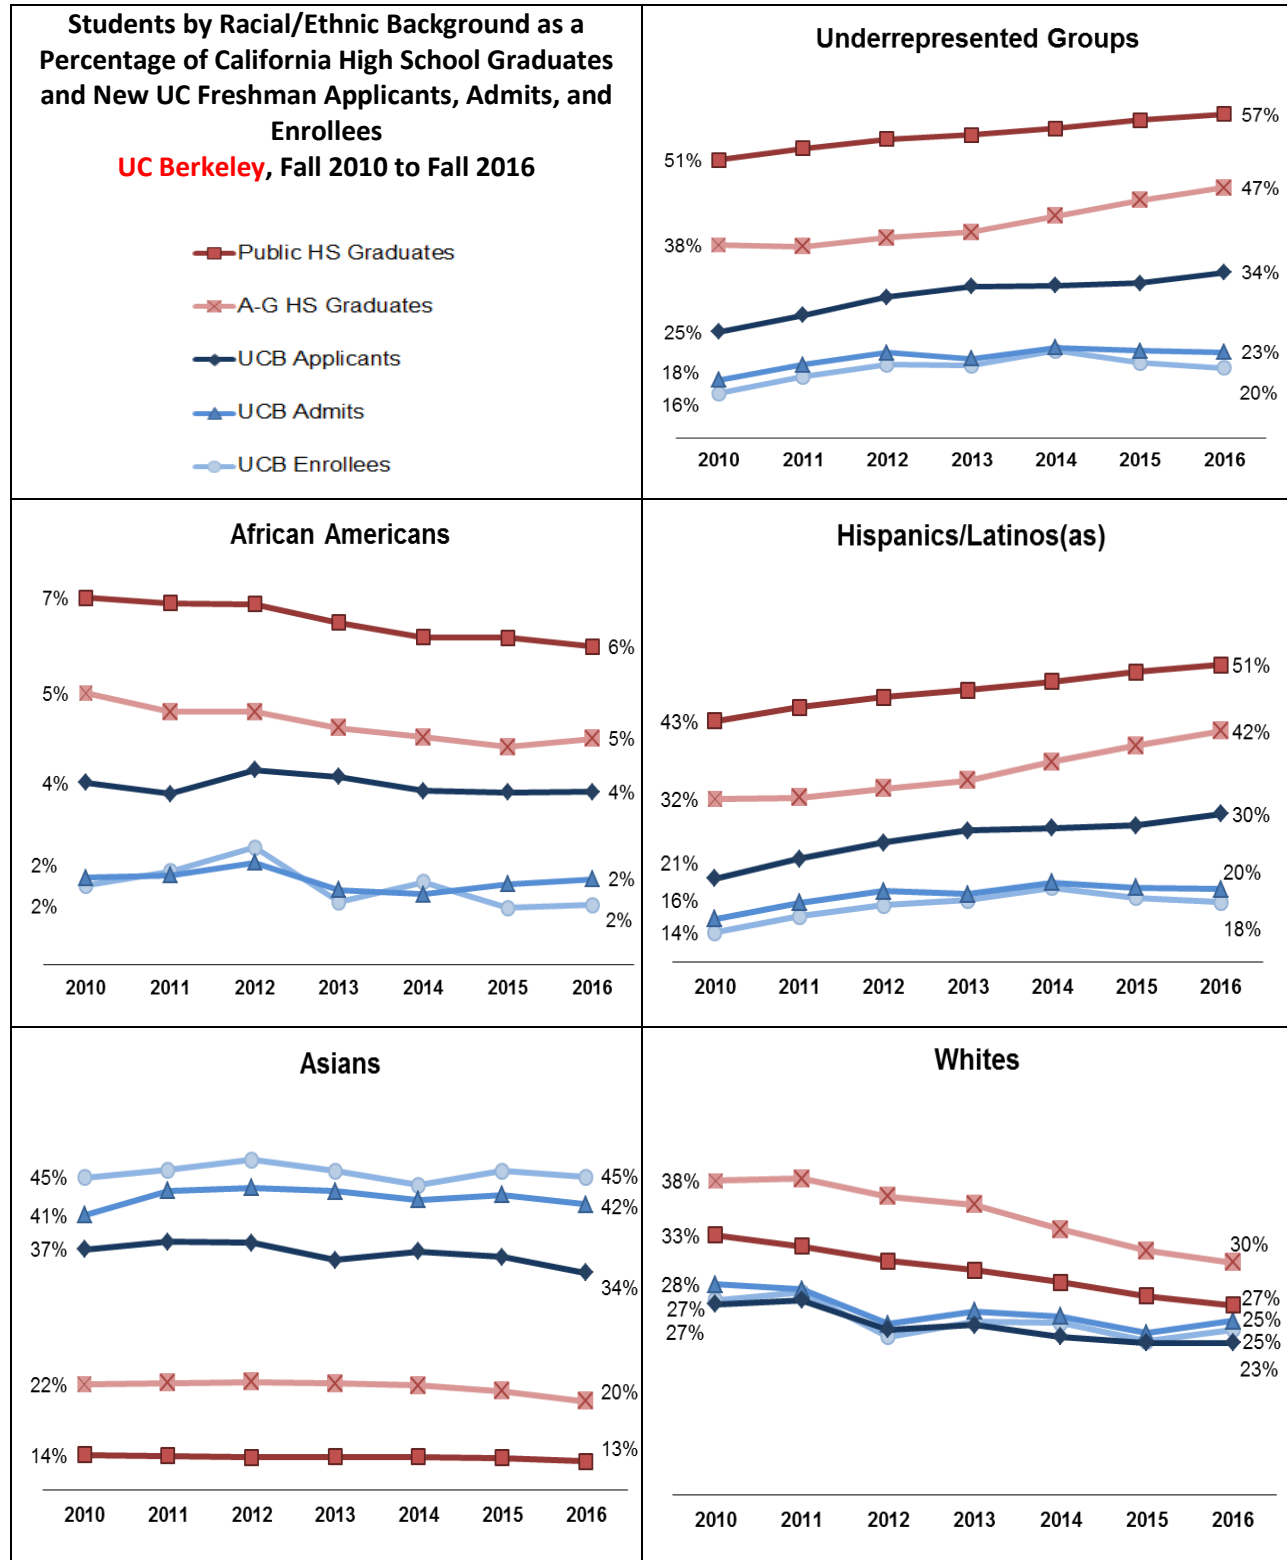 Students by Racial/Ethnic Background as a
Percentage of California High School Graduates
and New UC Freshman Applicants, Admits, and
Enrollees
UC Berkeley, Fall 2010 to Fall 2016
Public HS Graduates
A-G HS Graduates
UCB Applicants
UCB Admits
UCB Enrollees
Underrepresented Groups
57%
51%
47%
38%
34%
25%
23%
18%
20%
16%
2010 2011 2012 2013 2014 2015 2016
African Americans
7%
6%
5%
5%
4%
4%
2%
2%
2%
2%
2010 2011 2012 2013 2014 2015 2016
Hispanics/Latinos(as)
51%
43%
42%
32%
30%
21%
20%
16%
14%
18%
2010 2011 2012 2013 2014 2015 2016
Asians
45%
45%
41%
42%
37%
34%
22%
20%
14%
13%
2010 2011 2012 2013 2014 2015 2016
Whites
38%
33%
30%
28%
27%
27%
25%
27%
25%
23%
2010 2011 2012 2013 2014 2015 2016